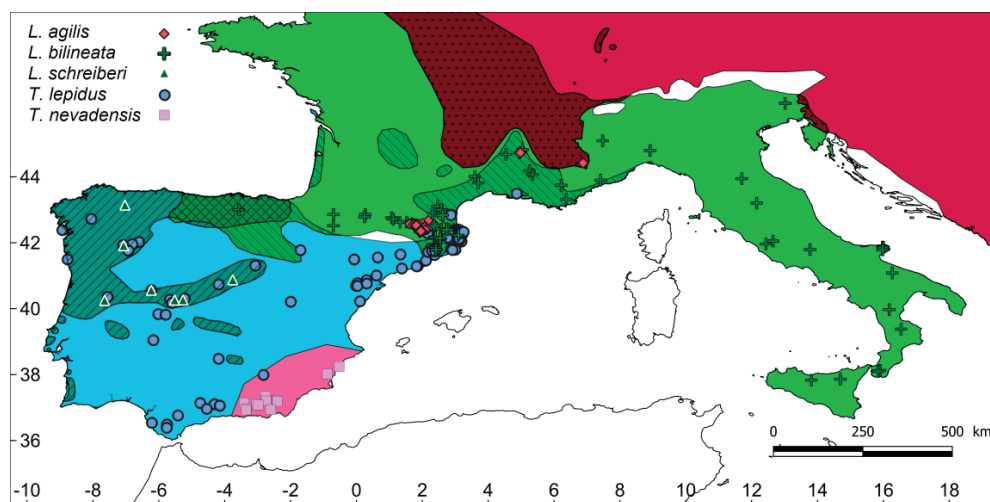 L. agilis
L. bilineata
L. schreiberi
T. lepidus
T. nevadensis
44
42
40
38
36
0 250 500 km
-10 -8 -6 -4 -2 0 2 4 6 8 10 12 14 16 18